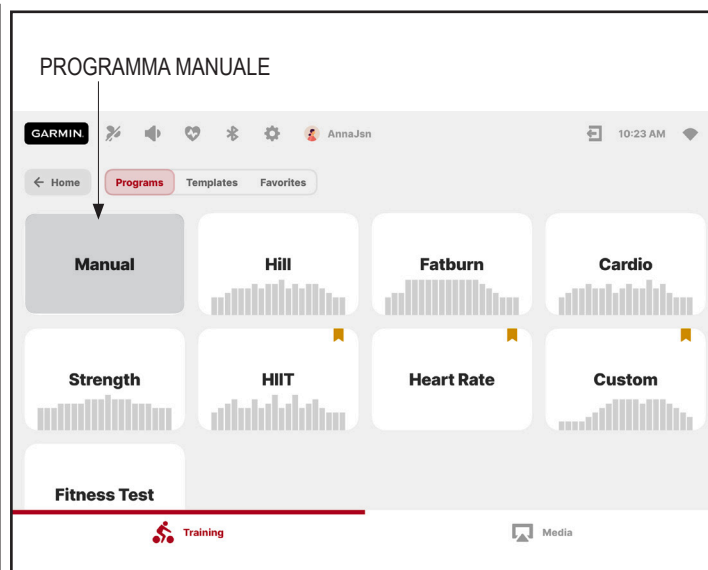 PROGRAMMA MANUALE
GARMIN. AnnaJsn 10:23 AM
Home Programs Templates Favorites
Manual Hill Fatburn Cardio
Strength HIIT Heart Rate Custom
Fitness Test
Training Media